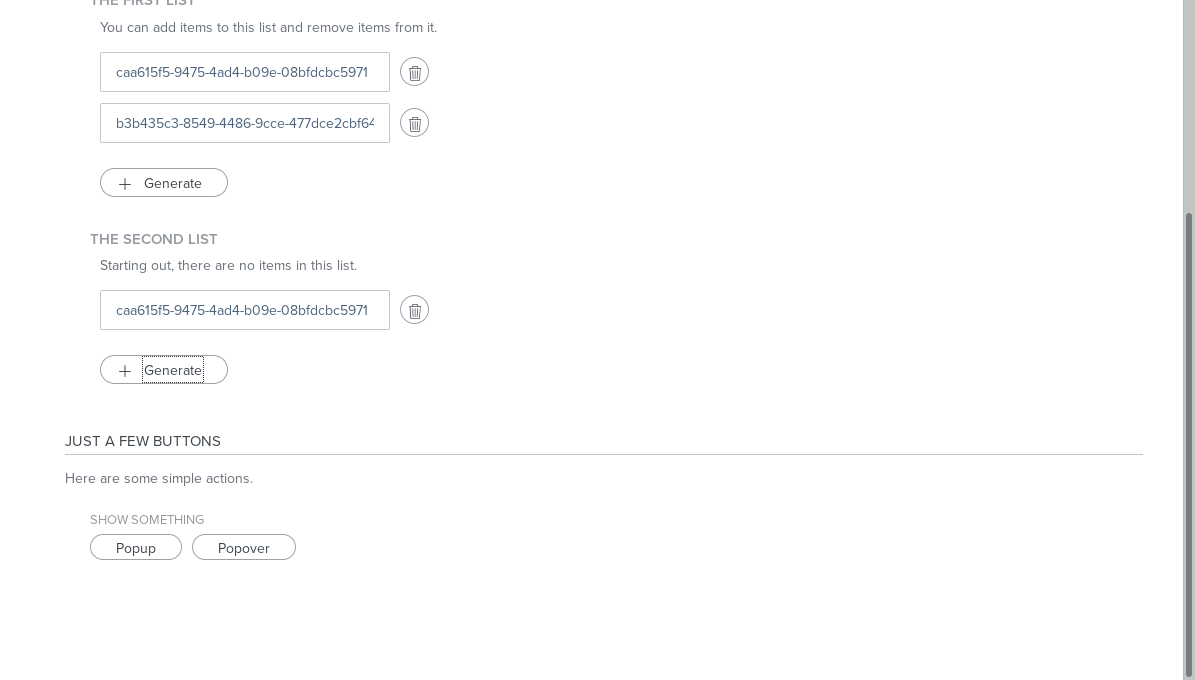 THE FIRST LIST
You can add items to this list and remove items from it.
caa615f5-9475-4ad4-b09e-08bfdcbc5971
b3b435c3-8549-4486-9cce-477dce2cbf64
Generate
THE SECOND LIST
Starting out, there are no items in this list.
caa615f5-9475-4ad4-b09e-08bfdcbc5971
Generate
JUST A FEW BUTTONS
Here are some simple actions.
SHOW SOMETHING
Popup Popover